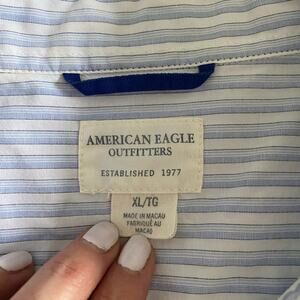 AMERICAN EAGLE
OUTFITTERS
ESTABLISHED 1977
XL/TG
MADE IN MACAU
FABRIQUÉ AU
MACAO